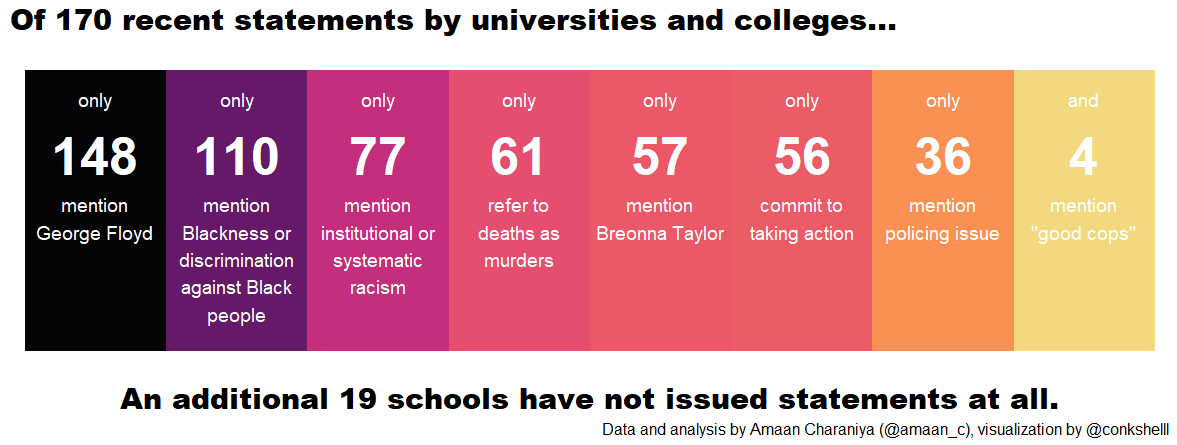 Of 170 recent statements by universities and colleges...
only
148
mention
George Floyd
only
110
mention
Blackness or
discrimination
against Black
people
only
77
mention
institutional or
systematic
racism
only
61
refer to
deaths as
murders
only
57
mention
Breonna Taylor
only
56
commit to
taking action
only
36
mention
policing issue
and
4
mention
"good cops"
An additional 19 schools have not issued statements at all.
Data and analysis by Amaan Charaniya (@amaan_c), visualization by @conkshelll